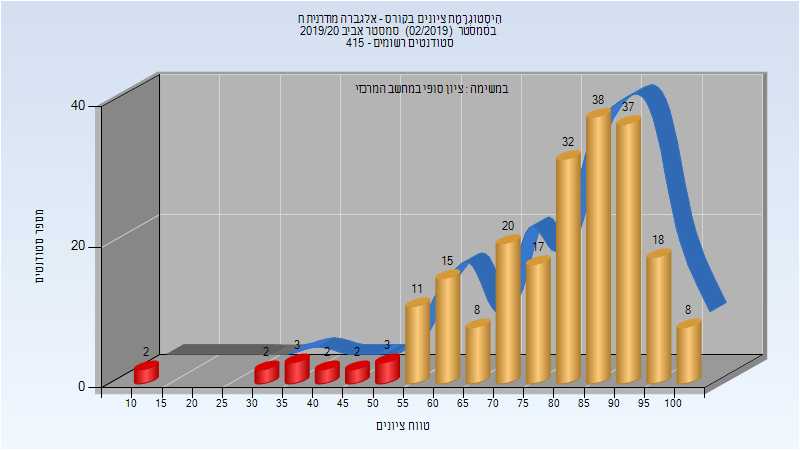 היסטוגרמת ציונים בקורס - אלגברה מודרנית ח
בסמסטר (02/2019) סמסטר אביב 2019/20
סטודנטים רשומים - 415
במשימה : ציון סופי במחשב המרכזי
מספר סטודנטים
40
20
0
2
2
3
2
2
3
11
15
8
20
17
32
38
37
18
8
10 15 20 25 30 35 40 45 50 55 60 65 70 75 80 85 90 95 100
טווח ציונים